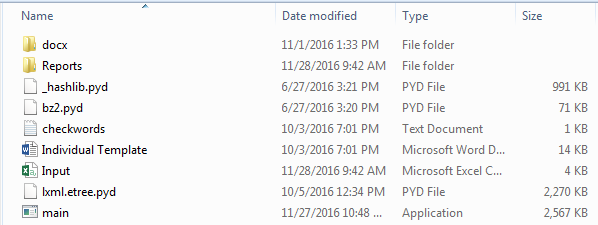 Name Date modified Type Size
docx 11/1/2016 1:33 PM File folder
Reports 11/28/2016 9:42 AM File folder
_hashlib.pyd 6/27/2016 3:21 PM PYD File 991 KB
bz2.pyd 6/27/2016 3:20 PM PYD File 71 KB
checkwords 10/3/2016 7:01 PM Text Document 1 KB
Individual Template 10/3/2016 7:01 PM Microsoft Word D... 14 KB
Input 11/28/2016 9:42 AM Microsoft Excel C... 4 KB
lxml.etree.pyd 10/5/2016 12:34 PM PYD File 2,270 KB
main 11/27/2016 10:48 ... Application 2,567 KB